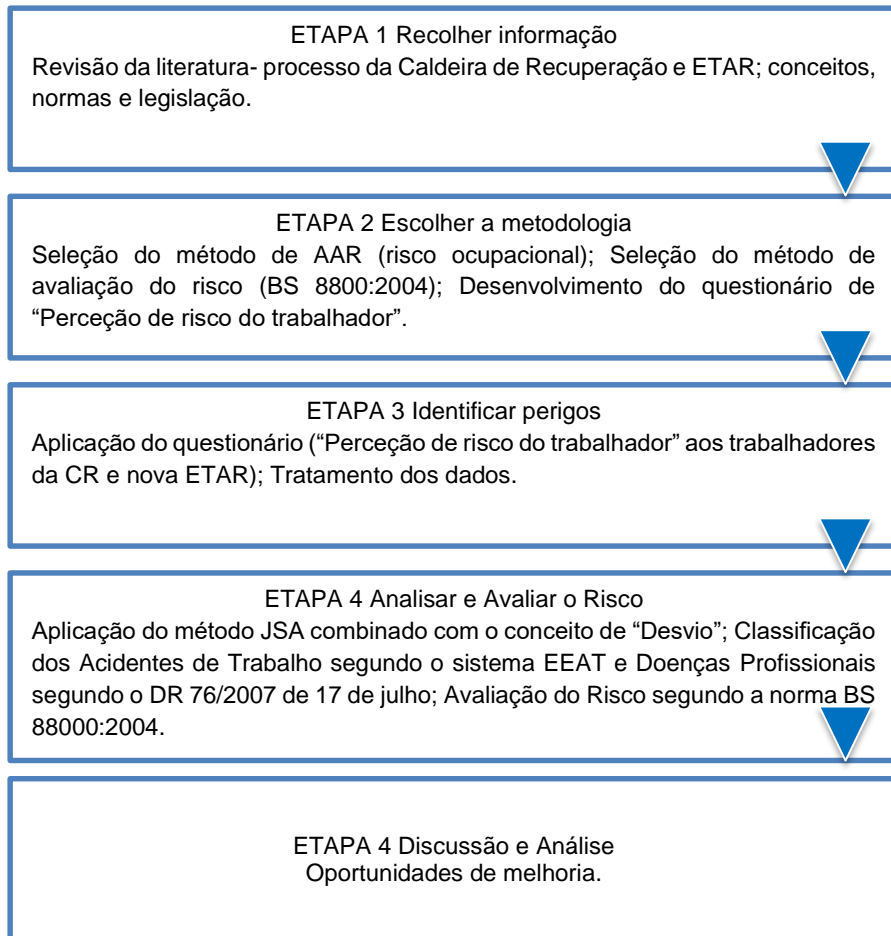 ETAPA 1 Recolher informação
Revisão da literatura- processo da Caldeira de Recuperação e ETAR; conceitos,
normas e legislação.
ETAPA 2 Escolher a metodologia
Seleção do método de AAR (risco ocupacional); Seleção do método de
avaliação do risco (BS 8800:2004); Desenvolvimento do questionário de
“Perceção de risco do trabalhador”.
ETAPA 3 Identificar perigos
Aplicação do questionário (“Perceção de risco do trabalhador” aos trabalhadores
da CR e nova ETAR); Tratamento dos dados.
ETAPA 4 Analisar e Avaliar o Risco
Aplicação do método JSA combinado com o conceito de “Desvio”; Classificação
dos Acidentes de Trabalho segundo o sistema EEAT e Doenças Profissionais
segundo o DR 76/2007 de 17 de julho; Avaliação do Risco segundo a norma BS
88000:2004.
ETAPA 4 Discussão e Análise
Oportunidades de melhoria.